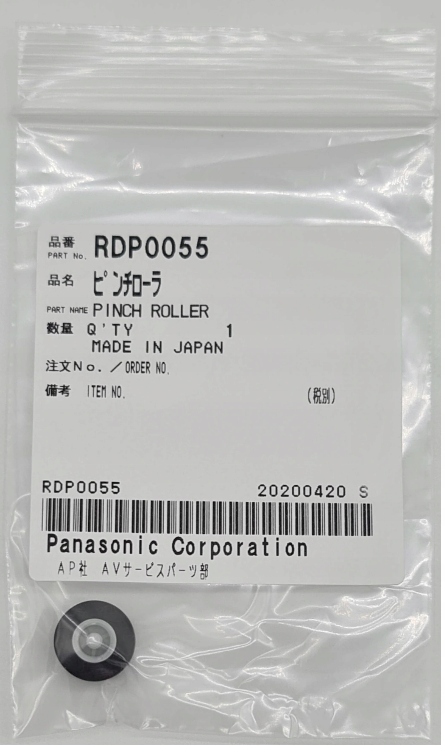 品番 RDP0055
PART No.
品名 ピンチローラ
PART NAME PINCH ROLLER
数量 Q'TY 1
MADE IN JAPAN
注文No.／ORDER NO.
備考 ITEM NO. (税別)
RDP0055 20200420 S
Panasonic Corporation
AP社 AVサービスパーツ部